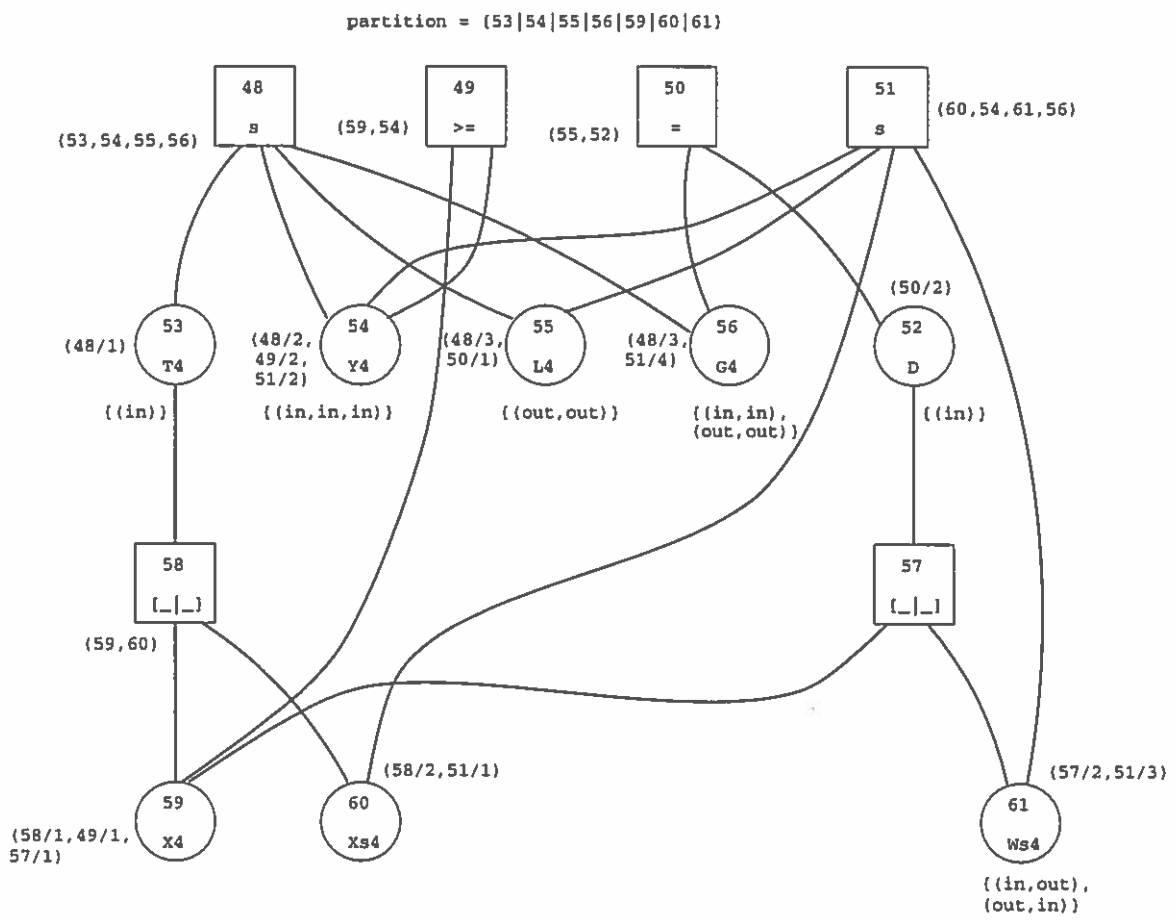 partition = {53|54|55|56|59|60|61}
48
s
(53,54,55,56)
49
>=
(59,54)
50
=
(55,52)
51
s
(60,54,61,56)
53
T4
(48/1)
{(in)}
54
Y4
(48/2,
49/2,
51/2)
{(in,in,in)}
55
L4
(48/3,
50/1)
{(out,out)}
56
G4
(48/3,
51/4)
{(in,in),
(out,out)}
(50/2)
52
D
{(in)}
58
[_|_]
(59,60)
57
[_|_]
59
X4
(58/1,49/1,
57/1)
60
Xs4
(58/2,51/1)
61
Ws4
(57/2,51/3)
{(in,out),
(out,in)}